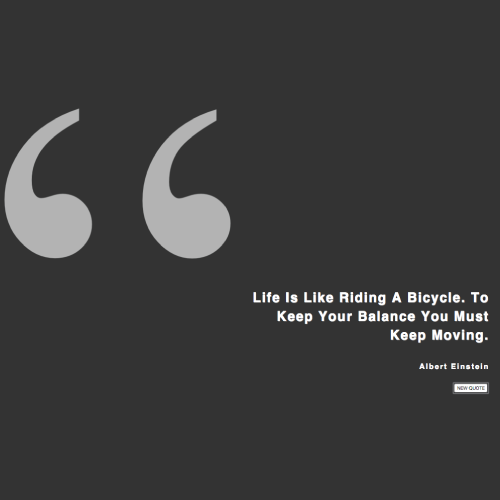 “
Life Is Like Riding A Bicycle. To
Keep Your Balance You Must
Keep Moving.
Albert Einstein
NEW QUOTE